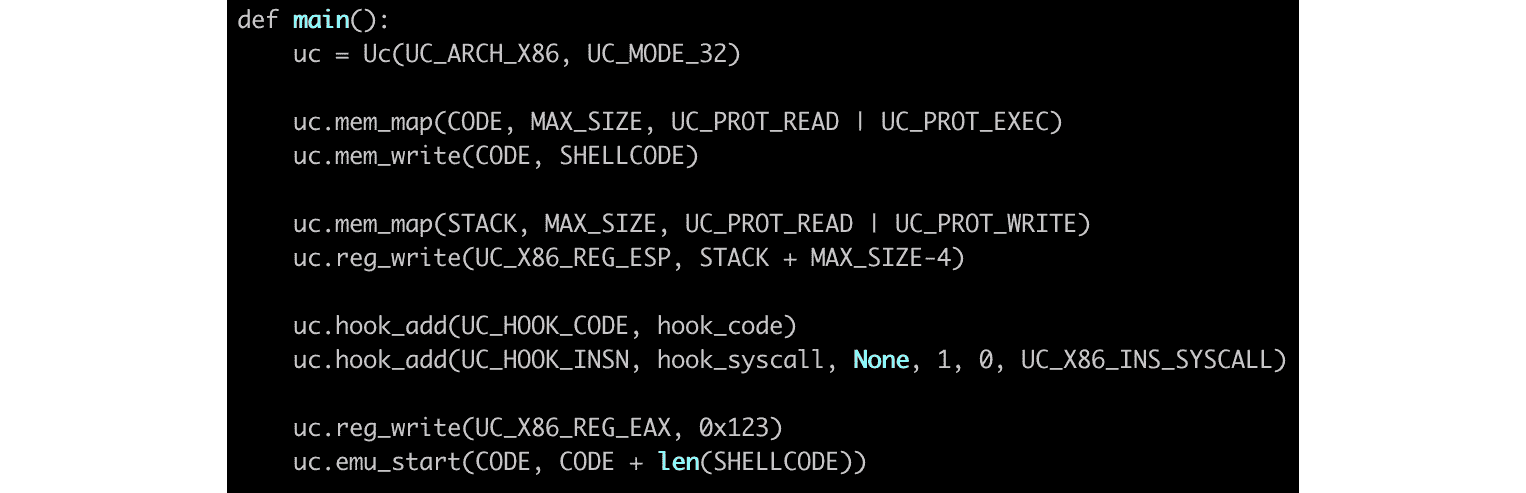 def main():
    uc = Uc(UC_ARCH_X86, UC_MODE_32)
    uc.mem_map(CODE, MAX_SIZE, UC_PROT_READ | UC_PROT_EXEC)
    uc.mem_write(CODE, SHELLCODE)
    uc.mem_map(STACK, MAX_SIZE, UC_PROT_READ | UC_PROT_WRITE)
    uc.reg_write(UC_X86_REG_ESP, STACK + MAX_SIZE-4)
    uc.hook_add(UC_HOOK_CODE, hook_code)
    uc.hook_add(UC_HOOK_INSN, hook_syscall, None, 1, 0, UC_X86_INS_SYSCALL)
    uc.reg_write(UC_X86_REG_EAX, 0x123)
    uc.emu_start(CODE, CODE + len(SHELLCODE))